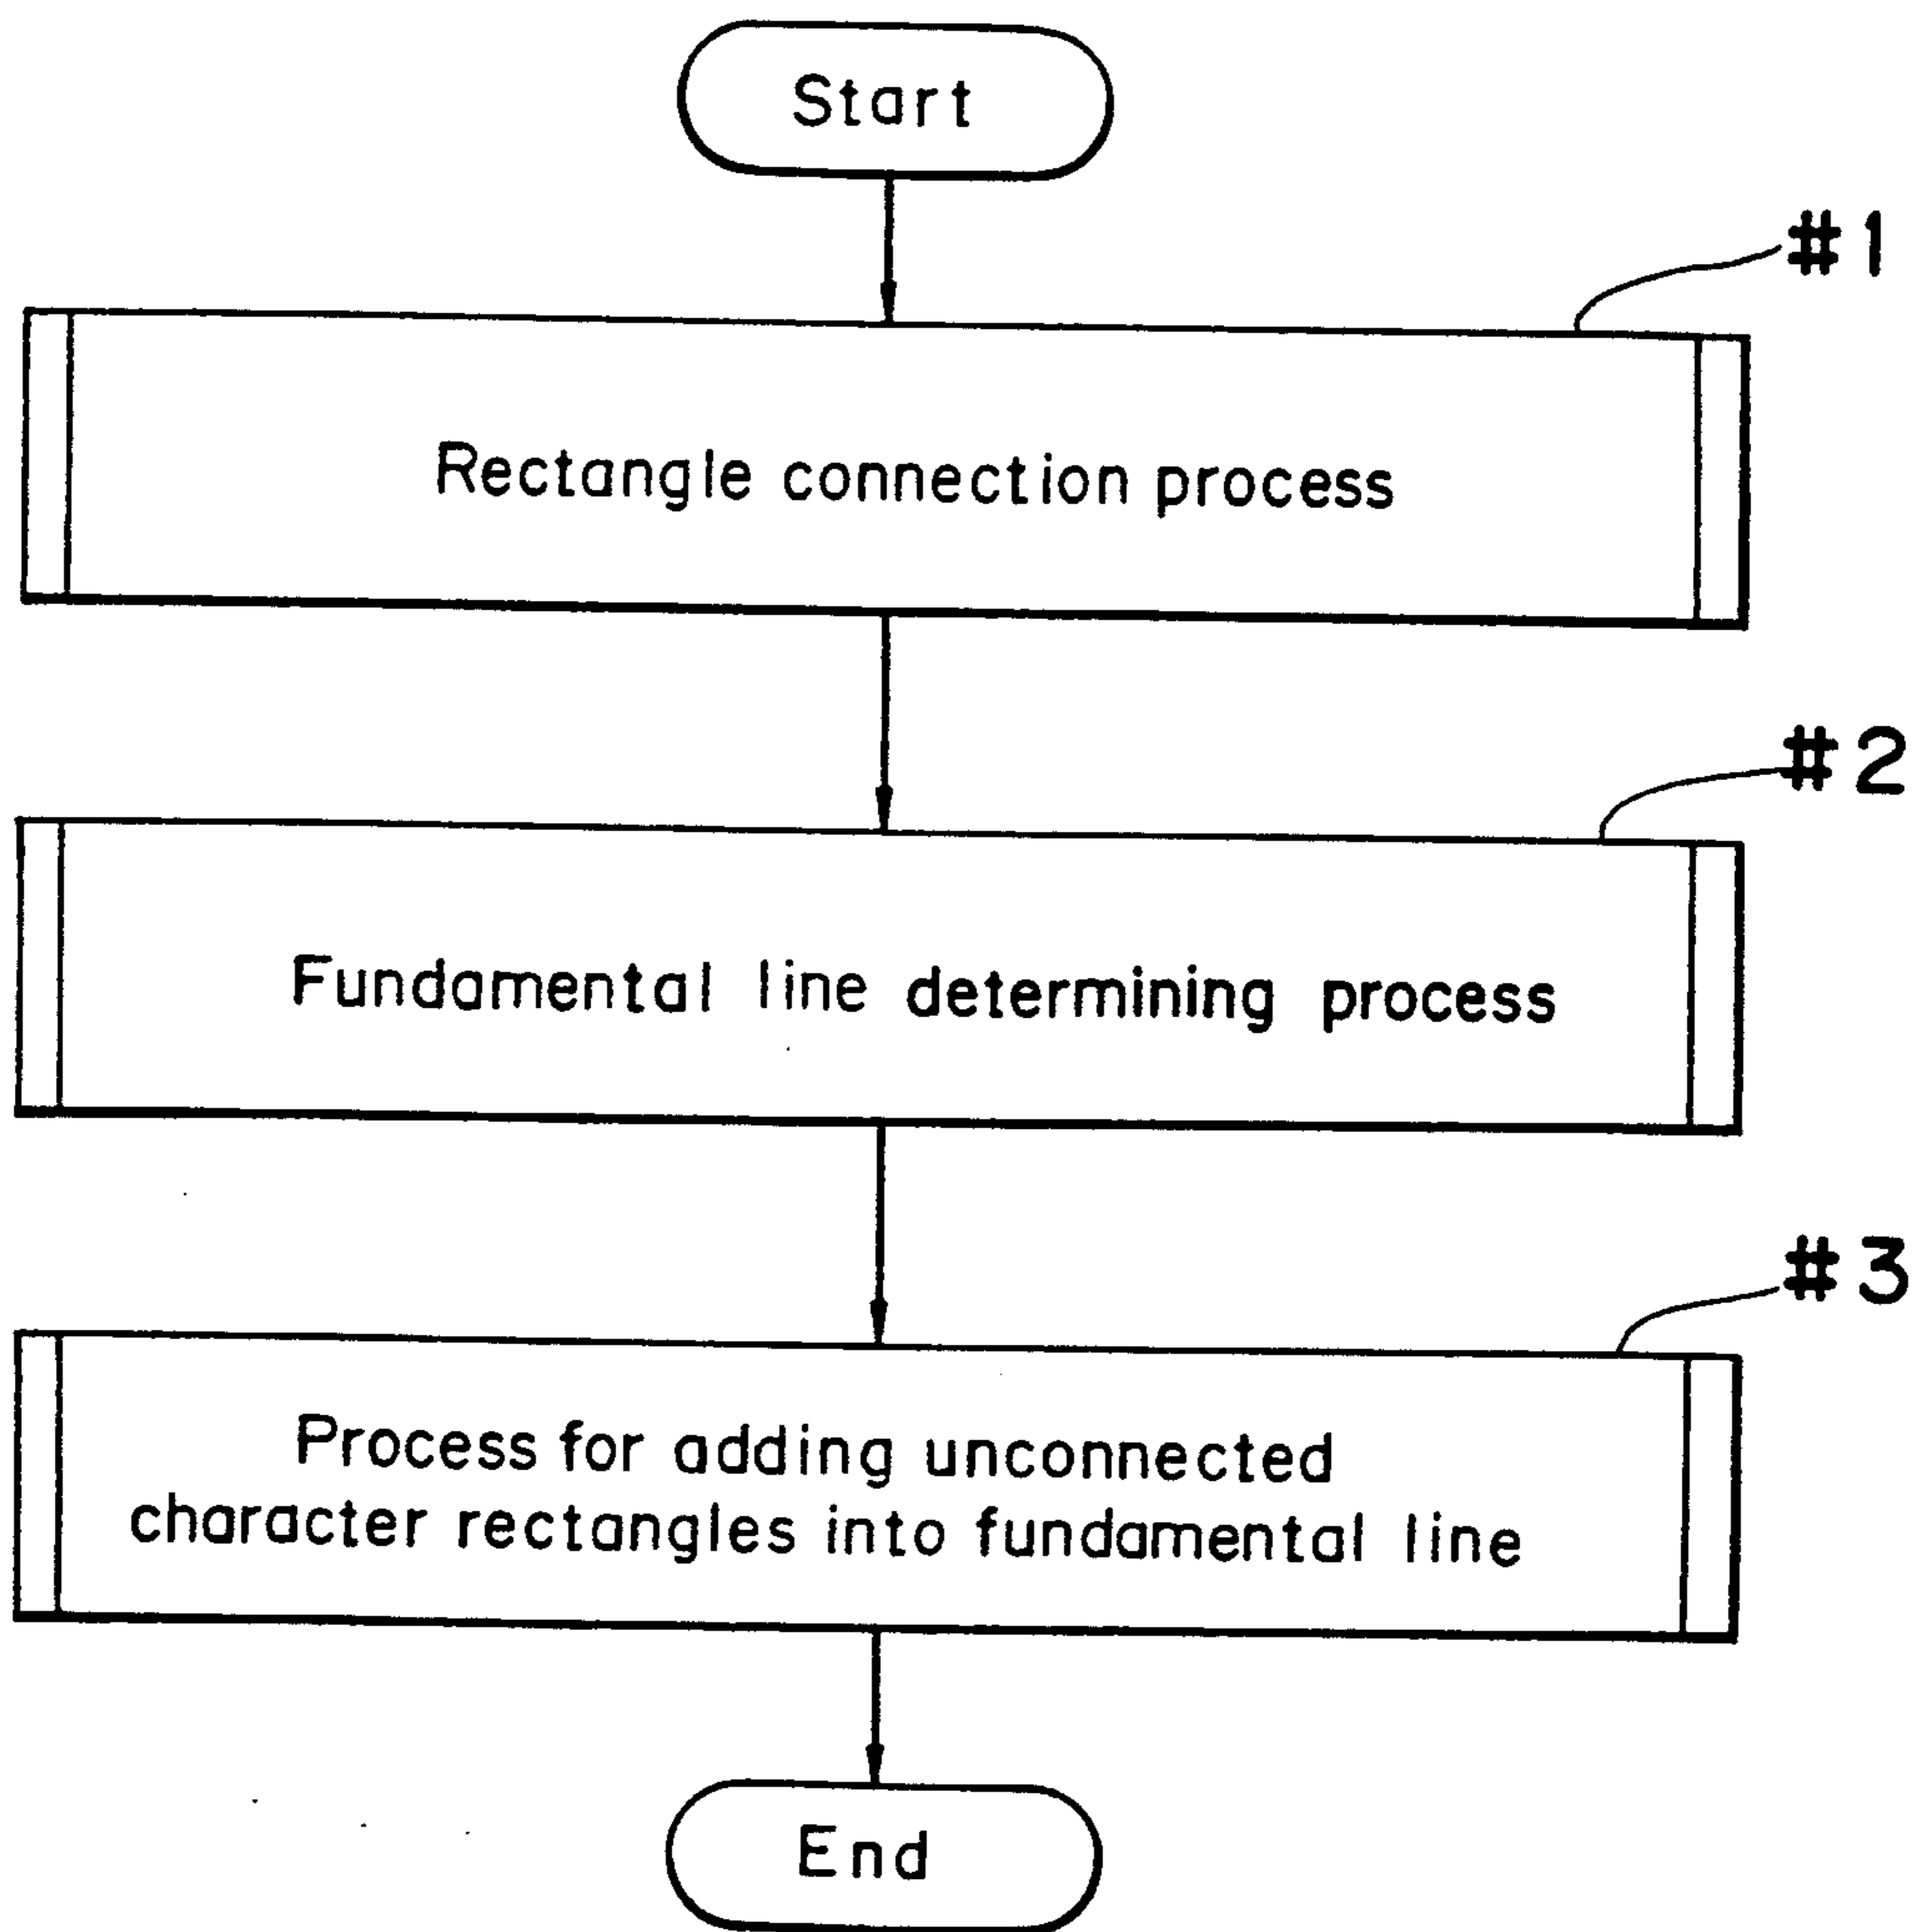 Start
#1
Rectangle connection process
#2
Fundamental line determining process
#3
Process for adding unconnected
character rectangles into fundamental line
End